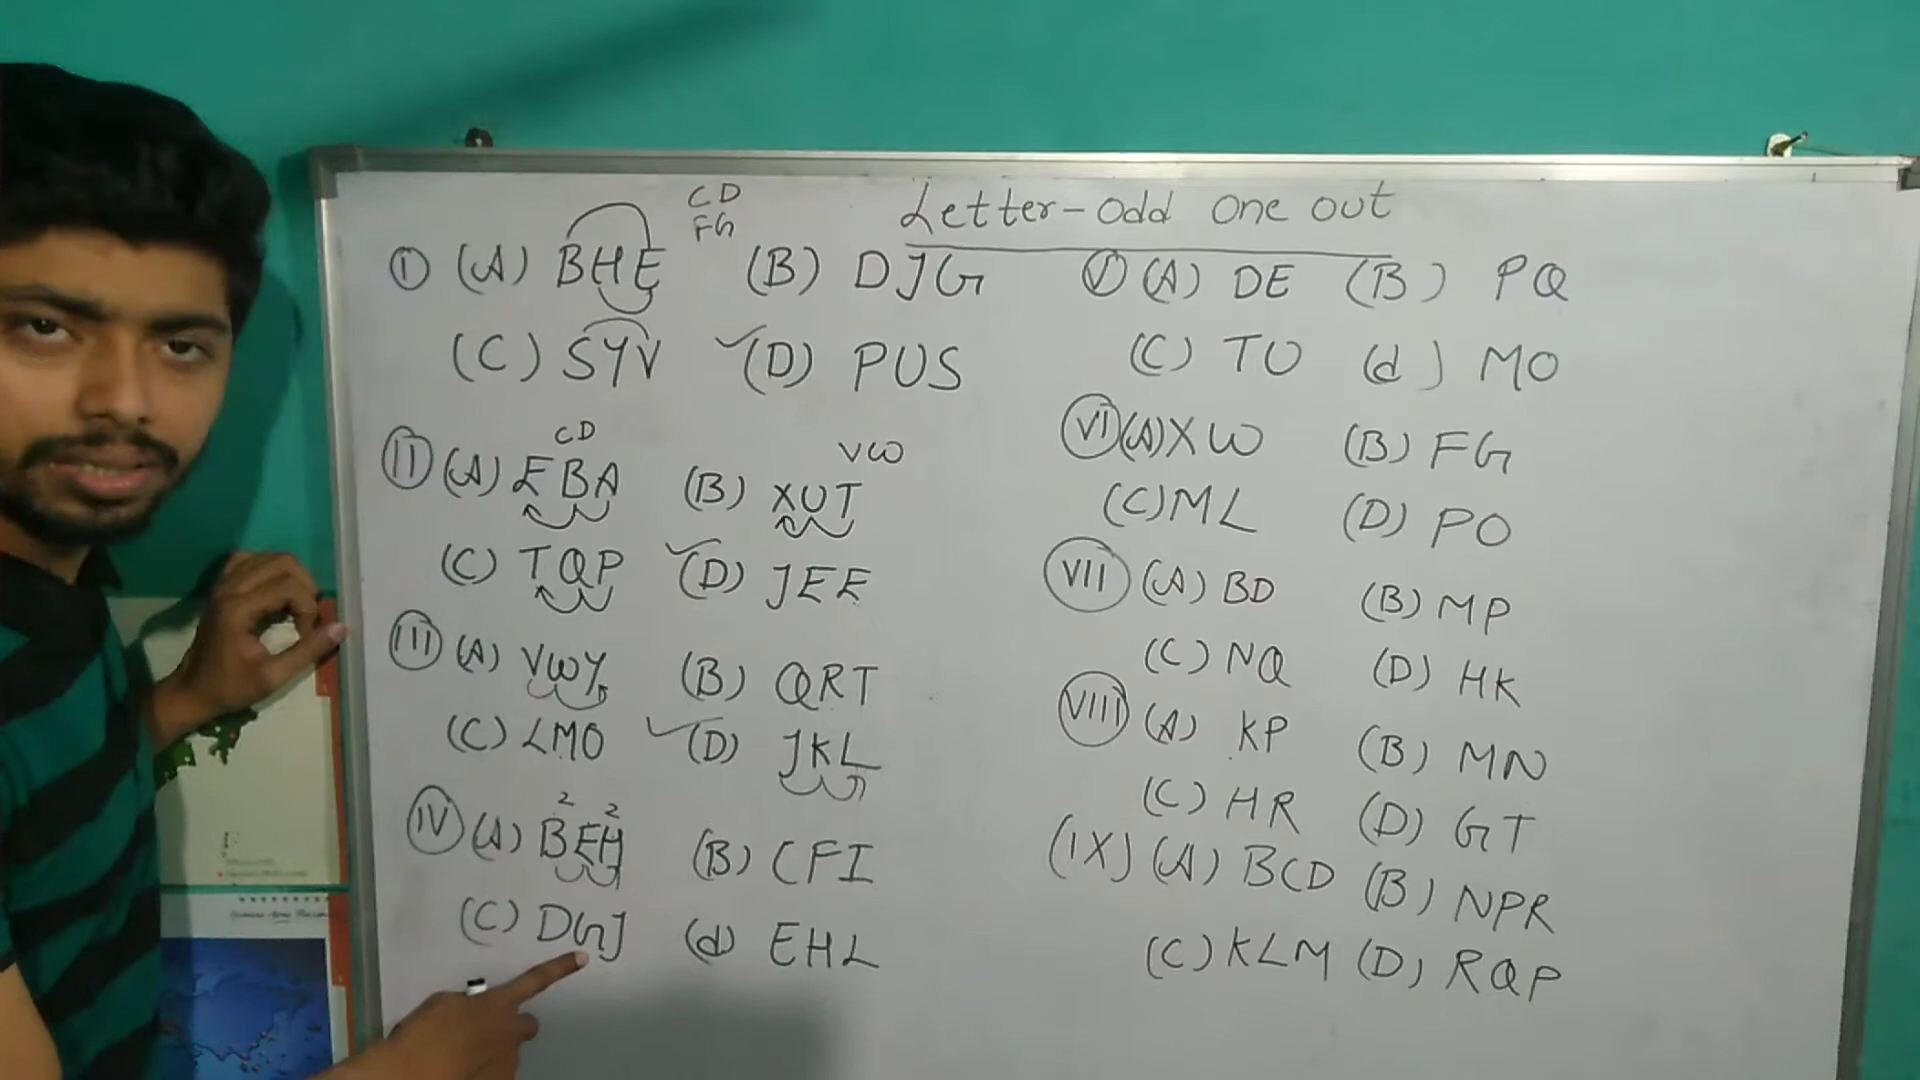 Letter-odd one out
CD
FG
I (A) BHE (B) DJG
(C) SYV (D) PUS
CD
VW
II (A) EBA (B) XUT
(C) TQP (D) JEE
III (A) VWY (B) QRT
(C) LMO (D) JKL
2 2
IV (A) BEH (B) CFI
(C) DGJ (d) EHL
V (A) DE (B) PQ
(C) TU (d) MO
VI (A) XW (B) FG
(C) ML (D) PO
VII (A) BD (B) MP
(C) NQ (D) HK
VIII (A) KP (B) MN
(C) HR (D) GT
(IX) (A) BCD (B) NPR
(C) KLM (D) RQP